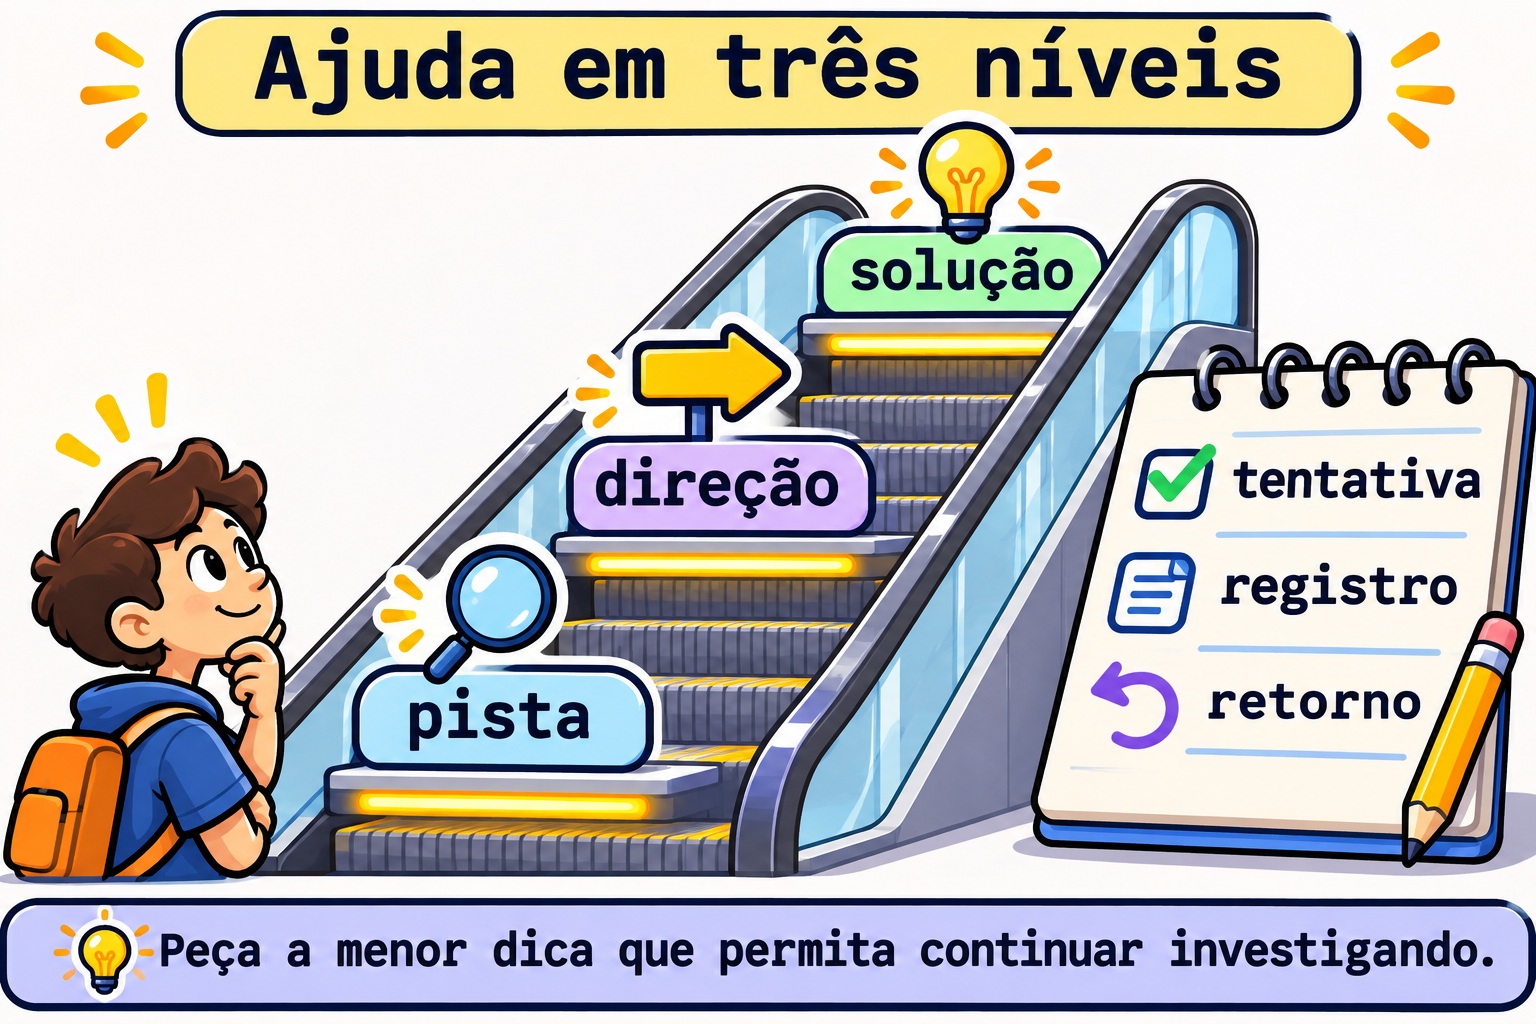 Ajuda em três níveis
solução
direção
pista
tentativa
registro
retorno
Peça a menor dica que permita continuar investigando.